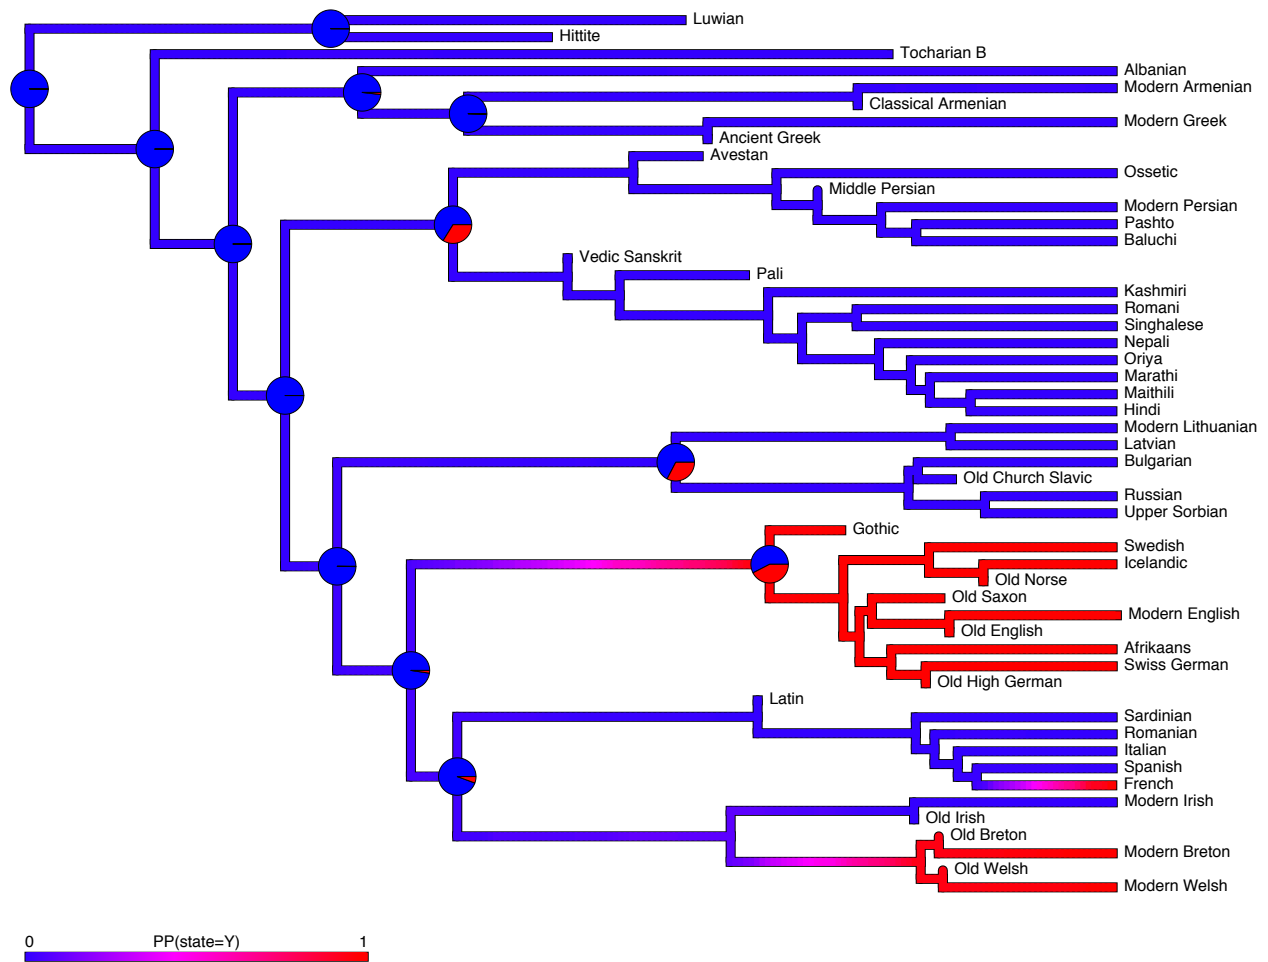 Luwian
Hittite
Tocharian B
Albanian
Modern Armenian
Classical Armenian
Modern Greek
Ancient Greek
Avestan
Ossetic
Middle Persian
Modern Persian
Pashto
Baluchi
Vedic Sanskrit
Pali
Kashmiri
Romani
Singhalese
Nepali
Oriya
Marathi
Maithili
Hindi
Modern Lithuanian
Latvian
Bulgarian
Old Church Slavic
Russian
Upper Sorbian
Gothic
Swedish
Icelandic
Old Norse
Old Saxon
Modern English
Old English
Afrikaans
Swiss German
Old High German
Latin
Sardinian
Romanian
Italian
Spanish
French
Modern Irish
Old Irish
Old Breton
Modern Breton
Old Welsh
Modern Welsh
0 PP(state=Y) 1